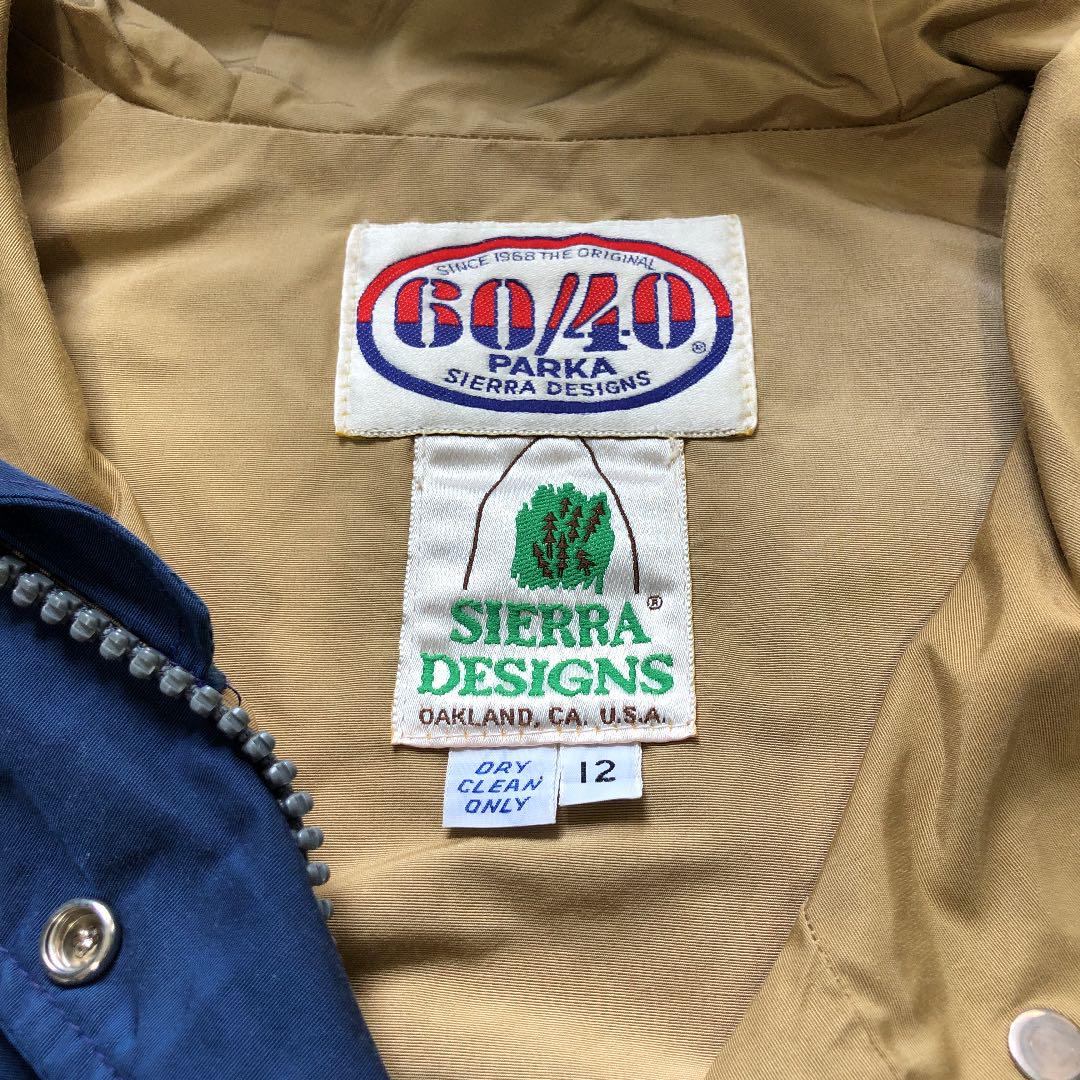 SINCE 1968 THE ORIGINAL
60/40
®
PARKA
SIERRA DESIGNS
SIERRA ®
DESIGNS
OAKLAND, CA. U.S.A.
DRY
CLEAN
ONLY
12